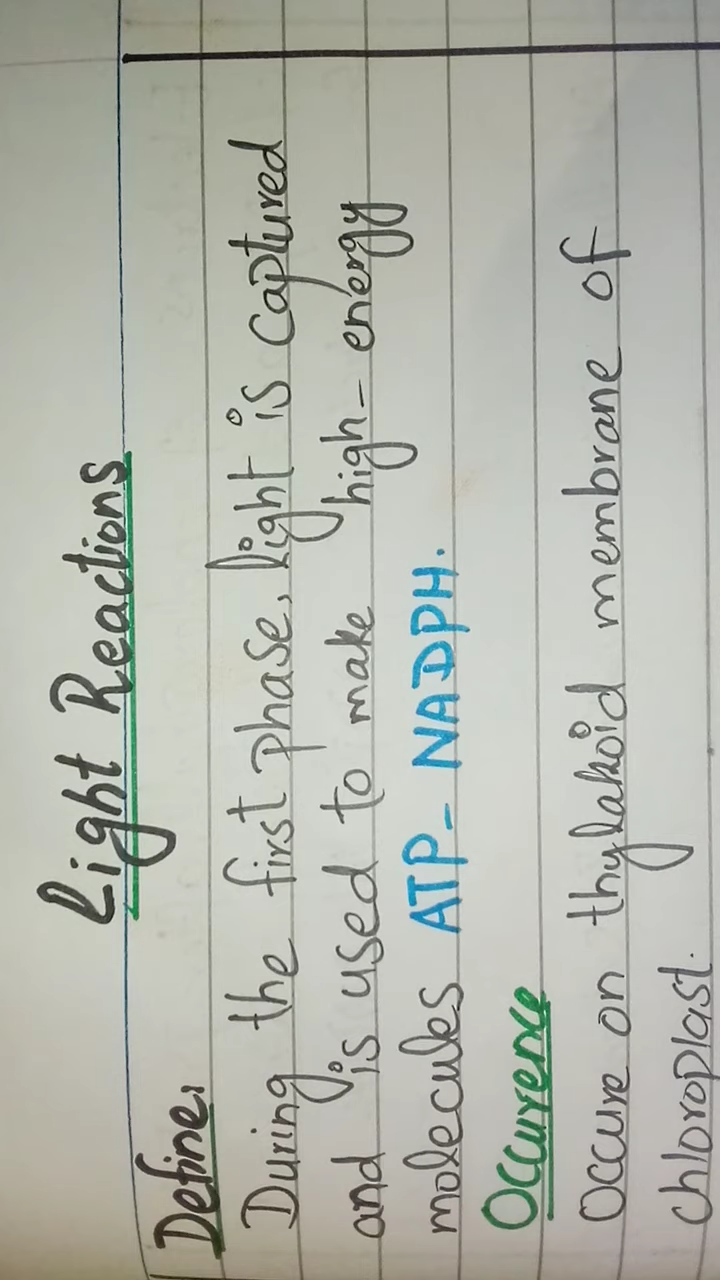 Light Reactions
Define,
During the first phase, light is captured
and is used to make high-energy
molecules ATP-NADPH.
Occurence
Occure on thylakoid membrane of
chloroplast.